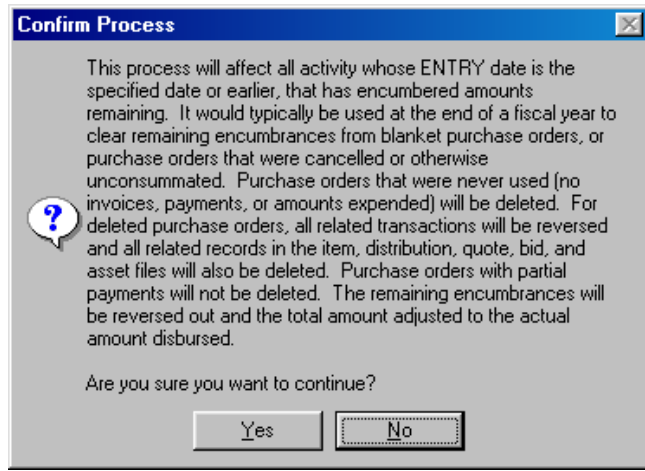 Confirm Process
This process will affect all activity whose ENTRY date is the
specified date or earlier, that has encumbered amounts
remaining.  It would typically be used at the end of a fiscal year to
clear remaining encumbrances from blanket purchase orders, or
purchase orders that were cancelled or otherwise
unconsummated.  Purchase orders that were never used (no
invoices, payments, or amounts expended) will be deleted.  For
deleted purchase orders, all related transactions will be reversed
and all related records in the item, distribution, quote, bid, and
asset files will also be deleted.  Purchase orders with partial
payments will not be deleted.  The remaining encumbrances will
be reversed out and the total amount adjusted to the actual
amount disbursed.
Are you sure you want to continue?
Yes
No